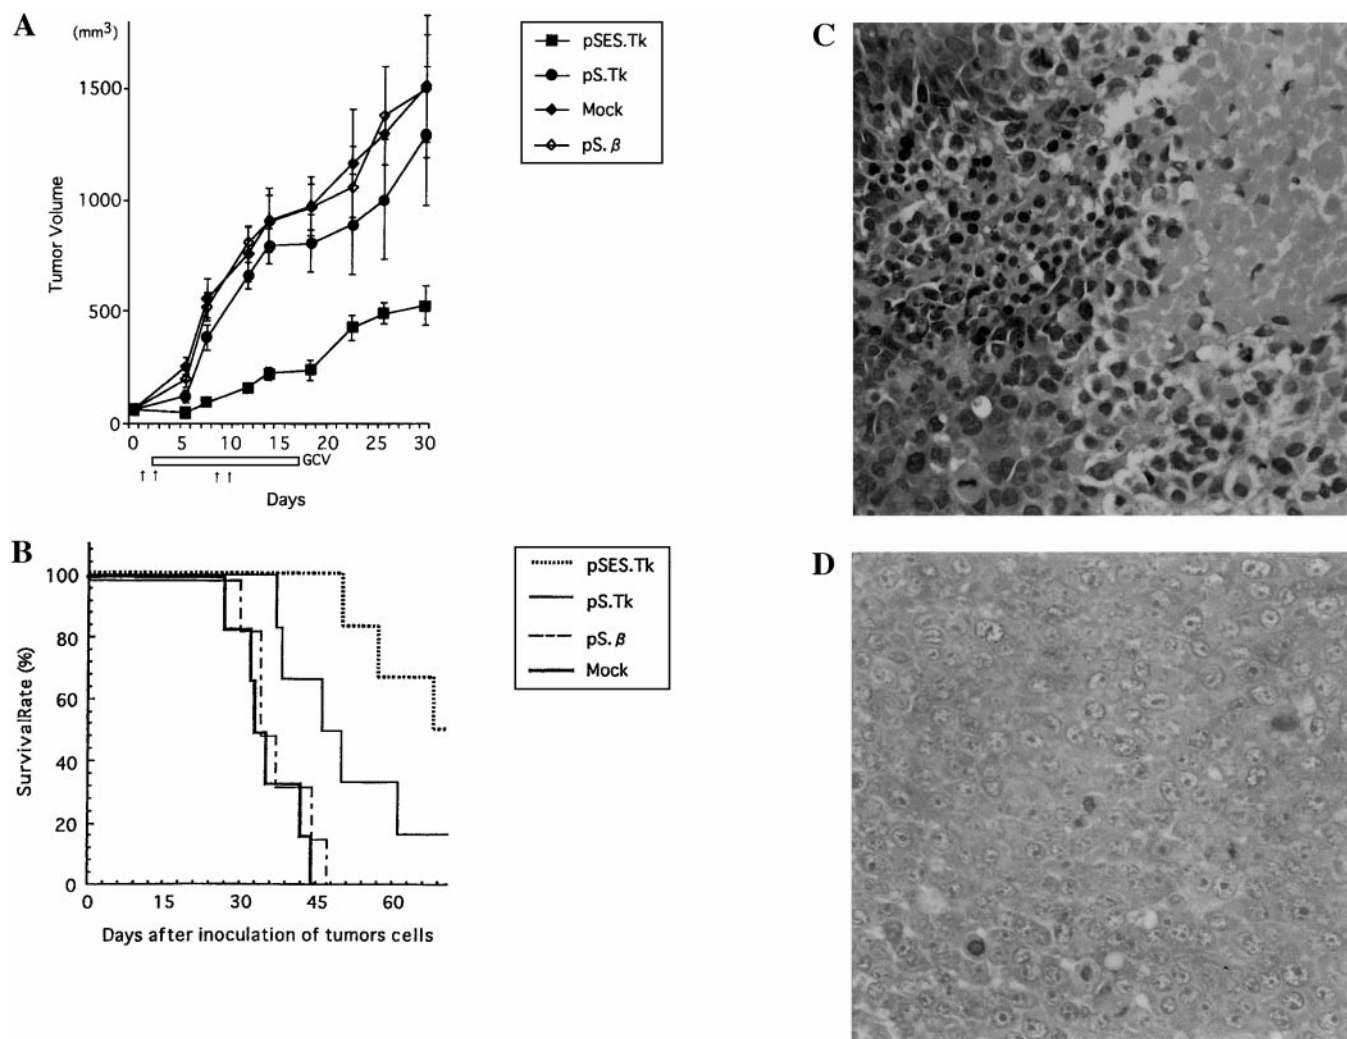 A
(mm³)
1500
1000
500
0
Tumor Volume
0 5 10 15 20 25 30
GCV
↑ ↑ ↑ ↑
Days
pSES.Tk
pS.Tk
Mock
pS.β
B
100
80
60
40
20
0
SurvivalRate (%)
0 30 45 60
Days after inoculation of tumors cells
pSES.Tk
pS.Tk
pS.β
Mock
C
D